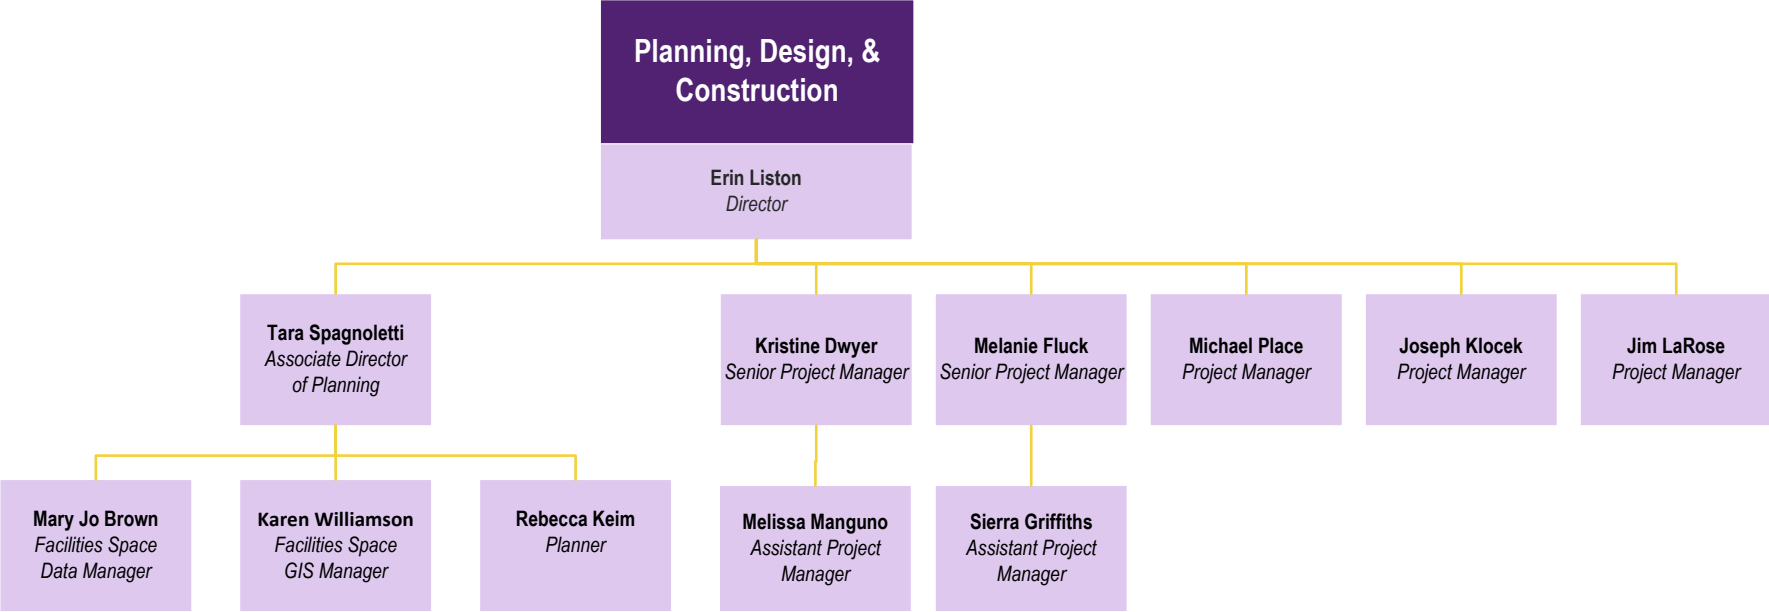 Planning, Design, &
Construction
Erin Liston
Director
Tara Spagnoletti
Associate Director
of Planning
Kristine Dwyer
Senior Project Manager
Melanie Fluck
Senior Project Manager
Michael Place
Project Manager
Joseph Klocek
Project Manager
Jim LaRose
Project Manager
Mary Jo Brown
Facilities Space
Data Manager
Karen Williamson
Facilities Space
GIS Manager
Rebecca Keim
Planner
Melissa Manguno
Assistant Project
Manager
Sierra Griffiths
Assistant Project
Manager